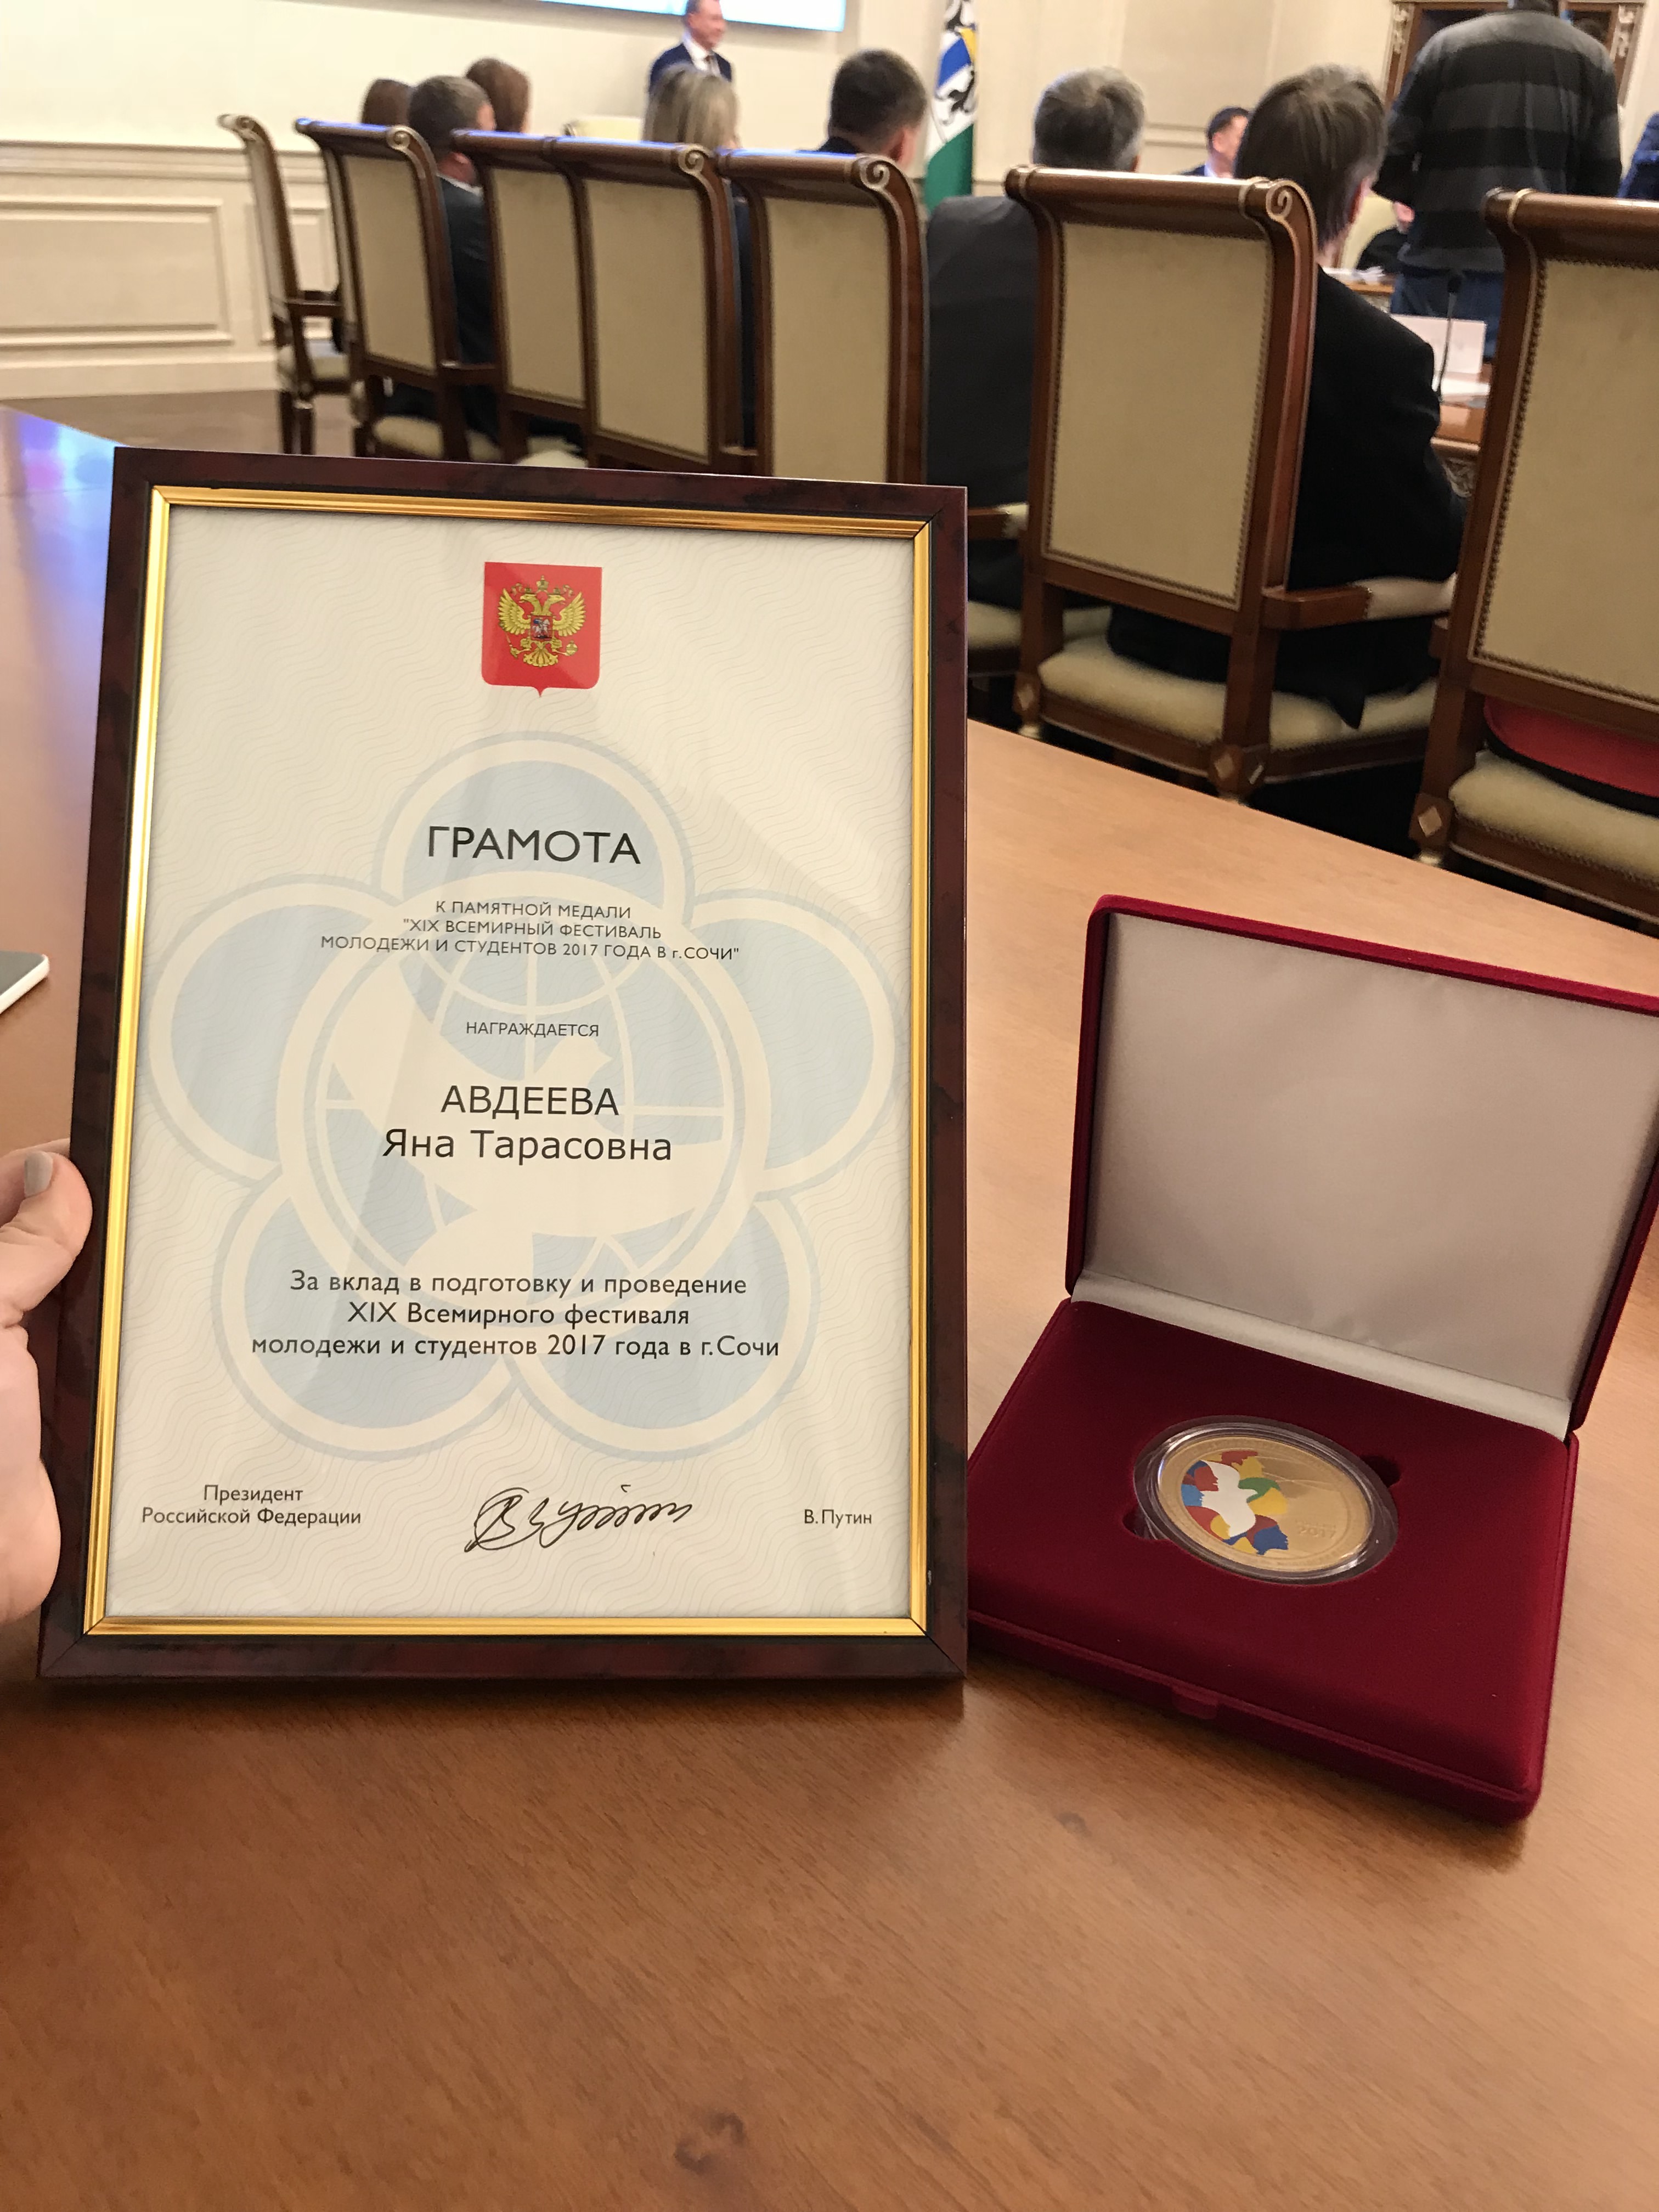 ГРАМОТА
К ПАМЯТНОЙ МЕДАЛИ
"XIX ВСЕМИРНЫЙ ФЕСТИВАЛЬ
МОЛОДЕЖИ И СТУДЕНТОВ 2017 ГОДА В г.СОЧИ"
НАГРАЖДАЕТСЯ
АВДЕЕВА
Яна Тарасовна
За вклад в подготовку и проведение
XIX Всемирного фестиваля
молодежи и студентов 2017 года в г.Сочи
Президент
Российской Федерации
В.Путин
2017